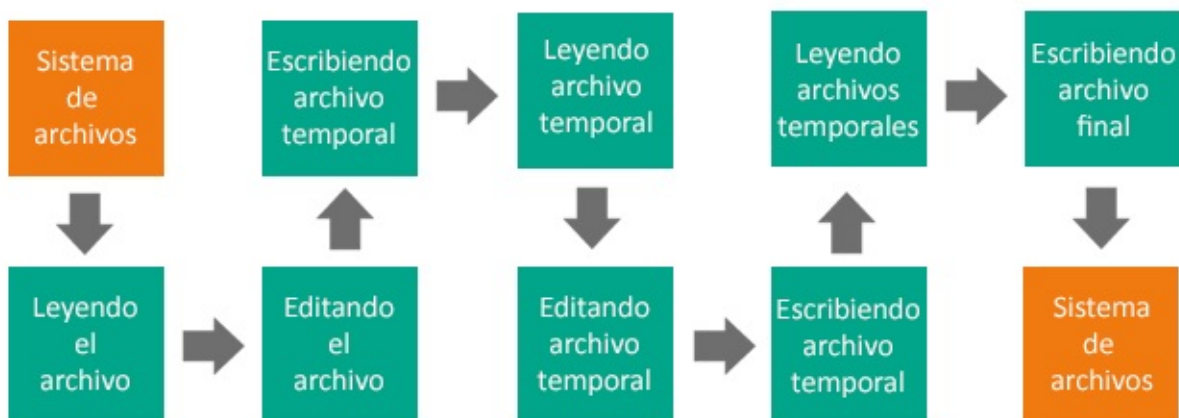 Sistema
de
archivos
Leyendo
el
archivo
Editando
el
archivo
Escribiendo
archivo
temporal
Leyendo
archivo
temporal
Editando
archivo
temporal
Escribiendo
archivo
temporal
Leyendo
archivos
temporales
Escribiendo
archivo
final
Sistema
de
archivos